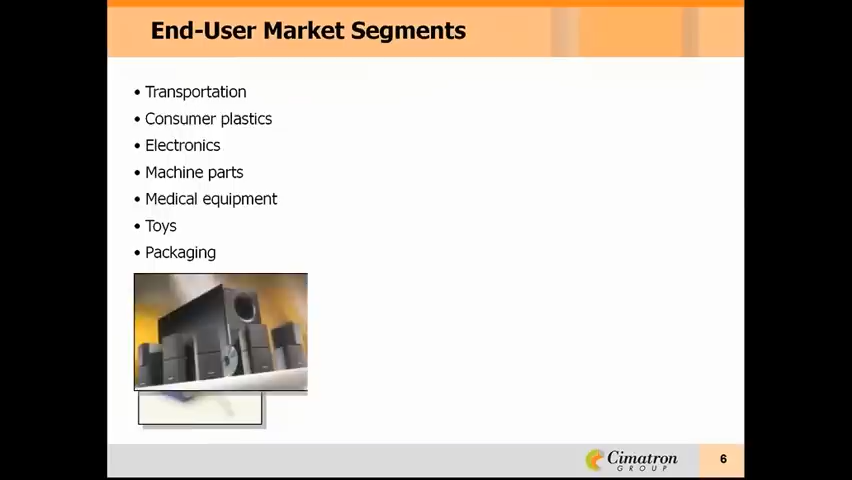 End-User Market Segments
• Transportation
• Consumer plastics
• Electronics
• Machine parts
• Medical equipment
• Toys
• Packaging
Cimatron
GROUP
6